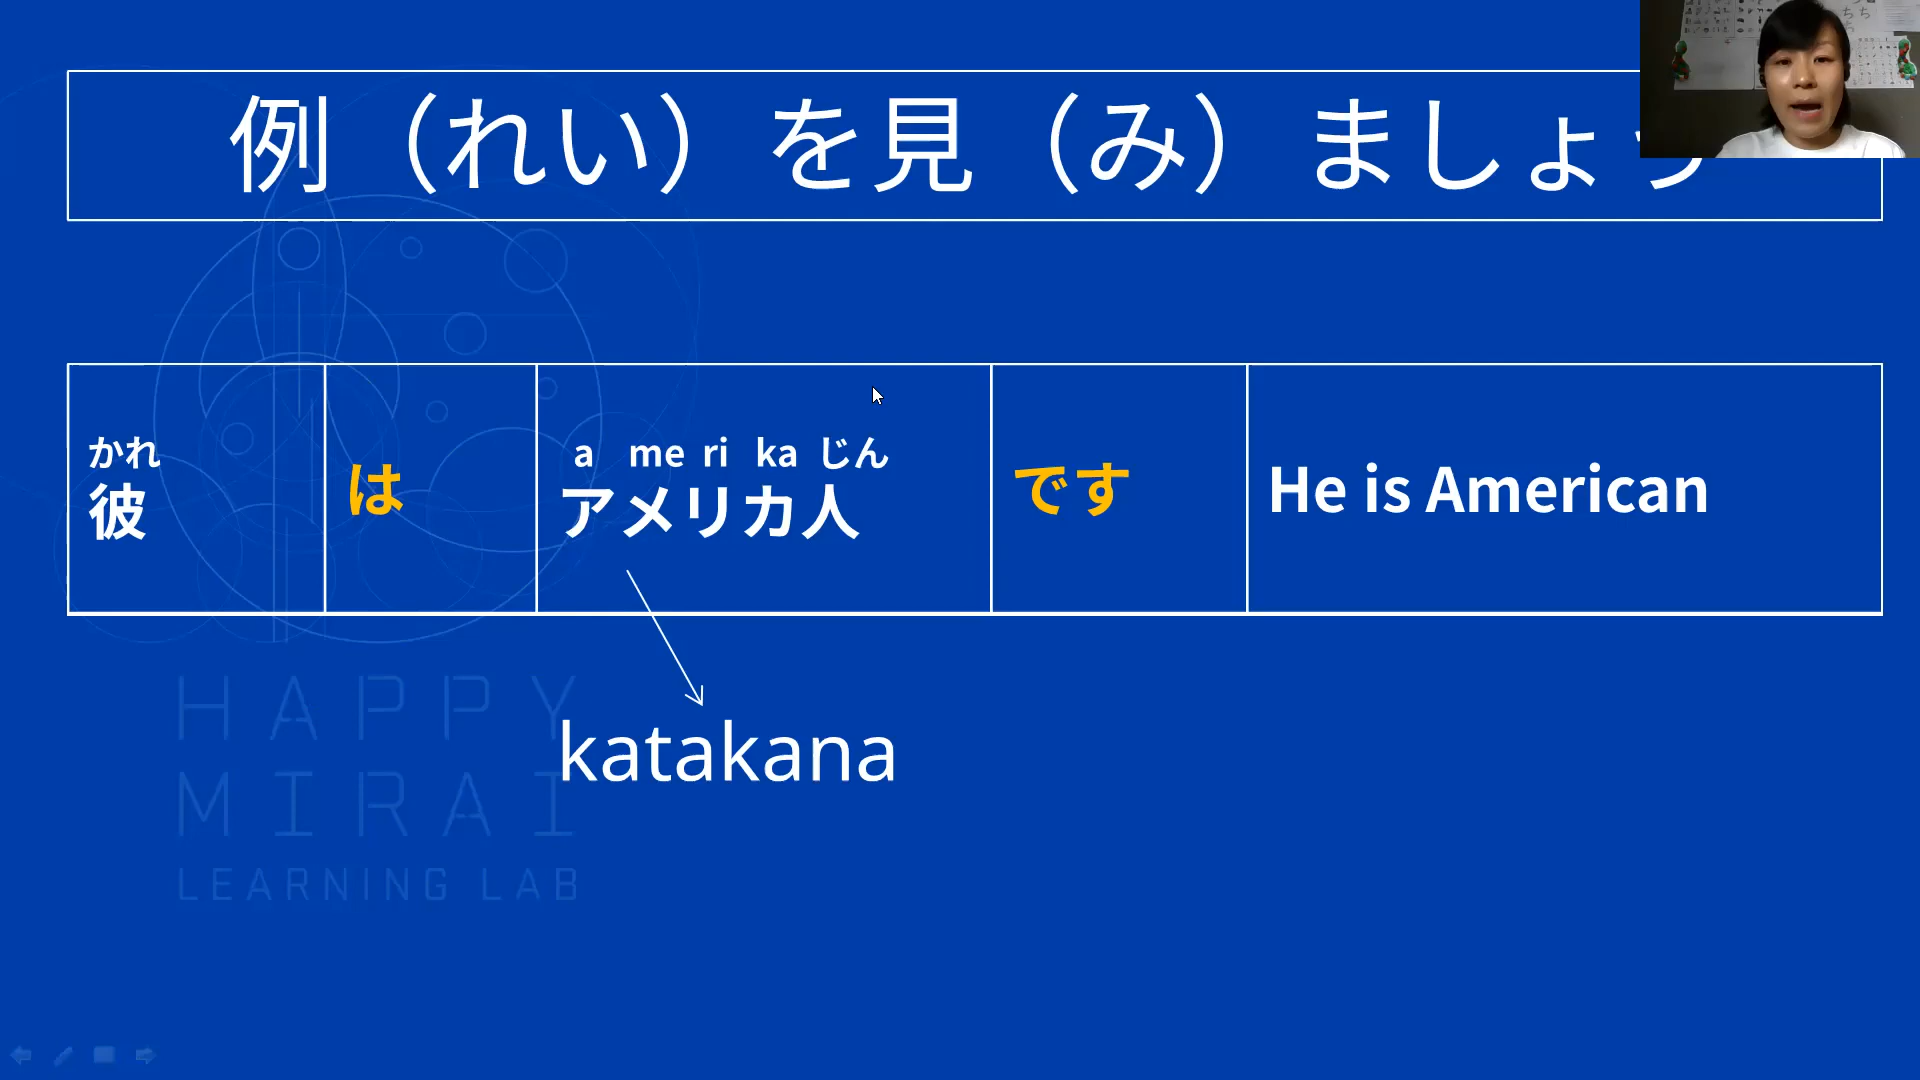 例（れい）を見（み）ましょう
かれ
彼
は
a me ri ka じん
アメリカ人
です
He is American
katakana
HAPPY
MIRAI
LEARNING LAB